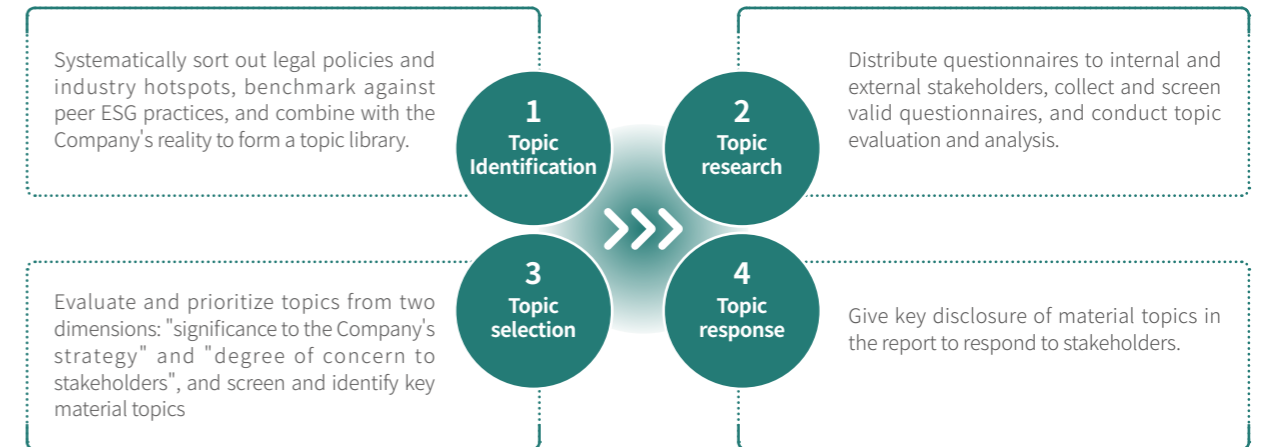 Systematically sort out legal policies and
industry hotspots, benchmark against
peer ESG practices, and combine with the
Company's reality to form a topic library.
1
Topic
Identification
2
Topic
research
Distribute questionnaires to internal and
external stakeholders, collect and screen
valid questionnaires, and conduct topic
evaluation and analysis.
Evaluate and prioritize topics from two
dimensions: "significance to the Company's
strategy" and "degree of concern to
stakeholders", and screen and identify key
material topics
3
Topic
selection
4
Topic
response
Give key disclosure of material topics in
the report to respond to stakeholders.